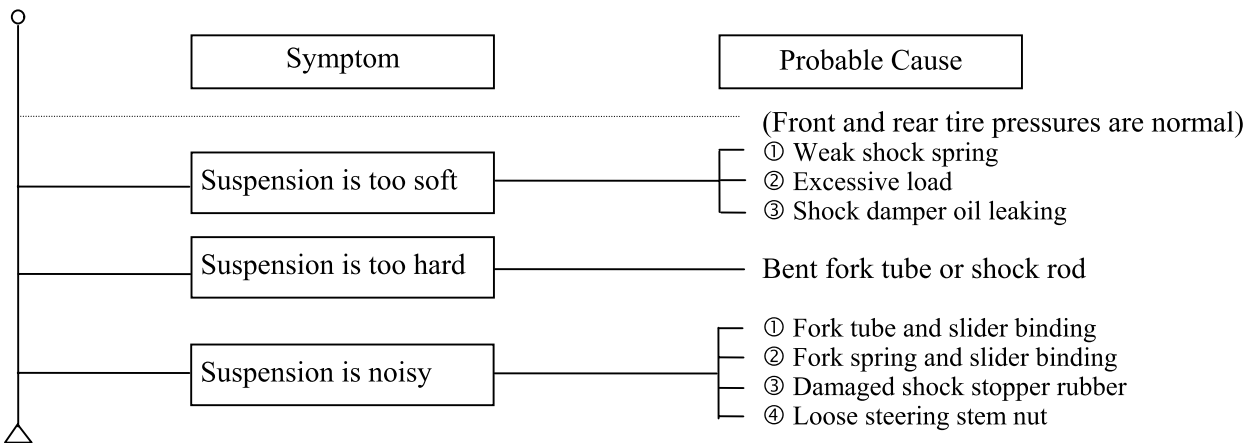 Symptom
Probable Cause
(Front and rear tire pressures are normal)
Suspension is too soft
① Weak shock spring
② Excessive load
③ Shock damper oil leaking
Suspension is too hard
Bent fork tube or shock rod
Suspension is noisy
① Fork tube and slider binding
② Fork spring and slider binding
③ Damaged shock stopper rubber
④ Loose steering stem nut